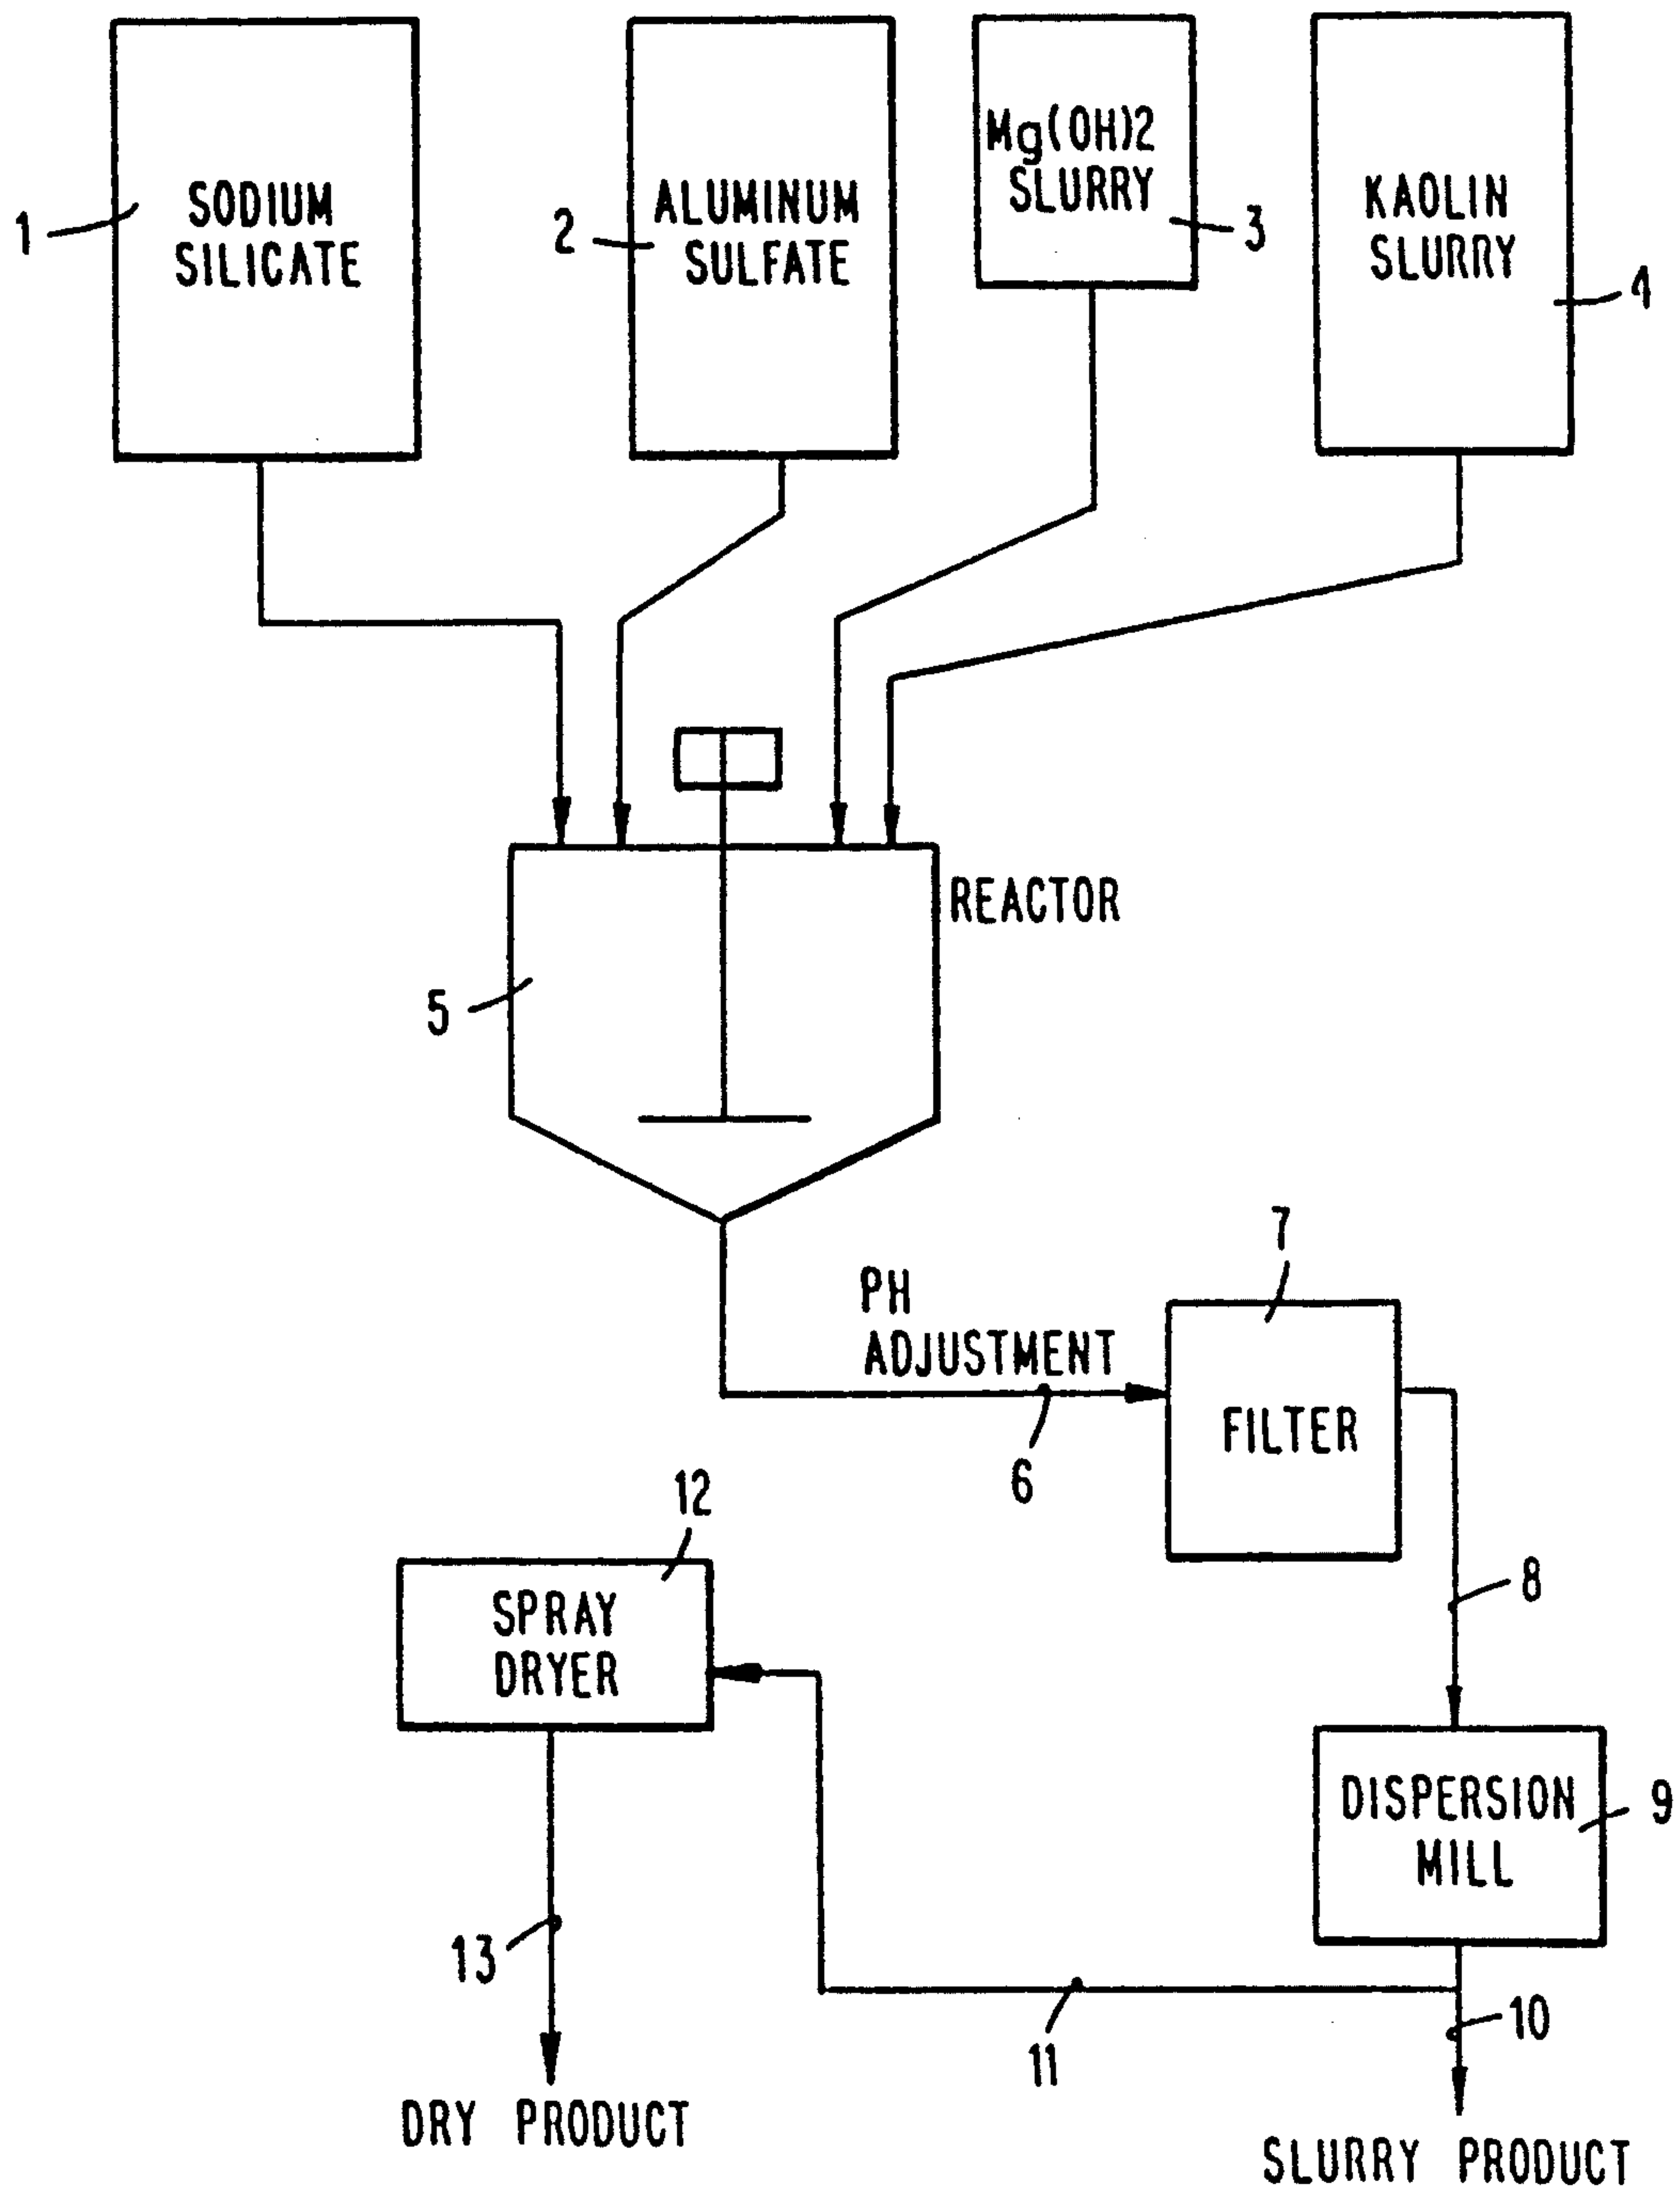 1
SODIUM
SILICATE
2
ALUMINUM
SULFATE
Mg(OH)2
SLURRY
3
KAOLIN
SLURRY
4
REACTOR
5
PH
ADJUSTMENT
6
7
FILTER
8
12
SPRAY
DRYER
DISPERSION
MILL
9
13
11
10
DRY PRODUCT
SLURRY PRODUCT